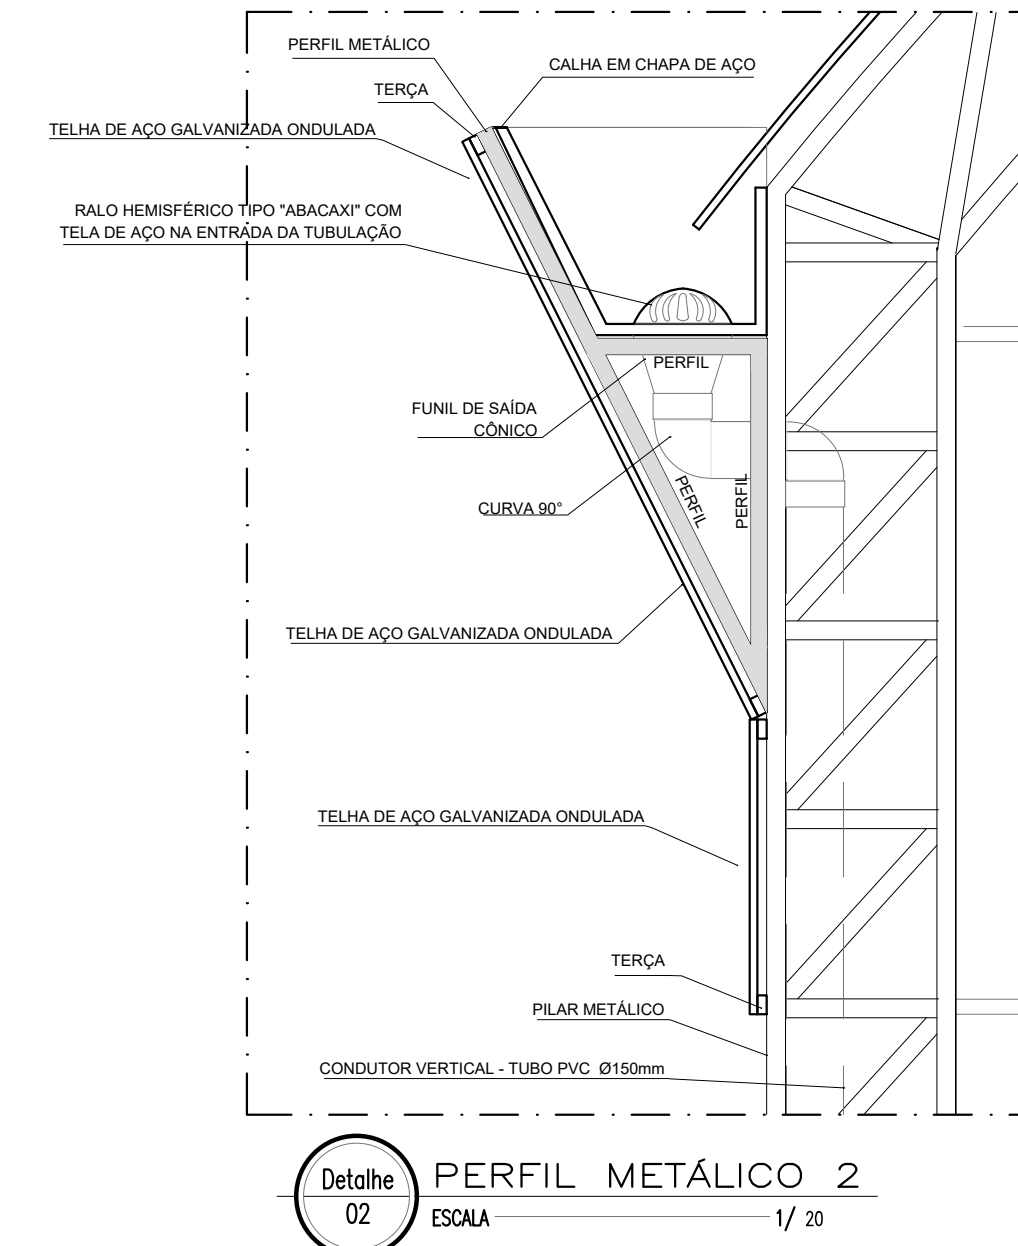 PERFIL METÁLICO
CALHA EM CHAPA DE AÇO
TERÇA
TELHA DE AÇO GALVANIZADA ONDULADA
RALO HEMISFÉRICO TIPO "ABACAXI" COM
TELA DE AÇO NA ENTRADA DA TUBULAÇÃO
PERFIL
FUNIL DE SAÍDA
CÔNICO
PERFIL
PERFIL
CURVA 90°
TELHA DE AÇO GALVANIZADA ONDULADA
TELHA DE AÇO GALVANIZADA ONDULADA
TERÇA
PILAR METÁLICO
CONDUTOR VERTICAL - TUBO PVC Ø150mm
Detalhe
02
PERFIL METÁLICO 2
ESCALA 1/ 20